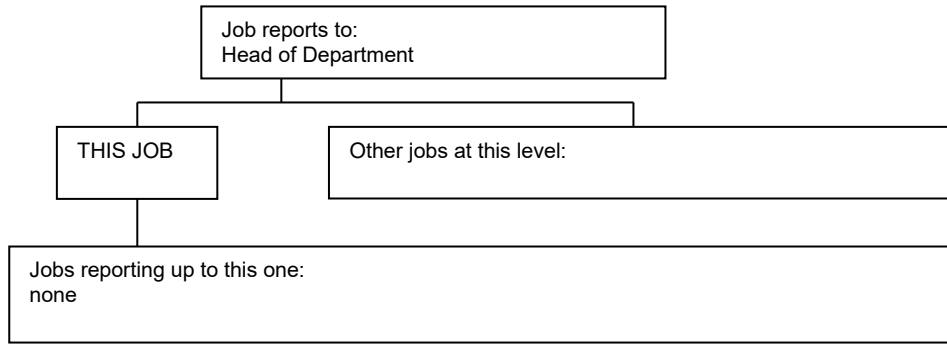 Job reports to:
Head of Department
THIS JOB
Other jobs at this level:
Jobs reporting up to this one:
none